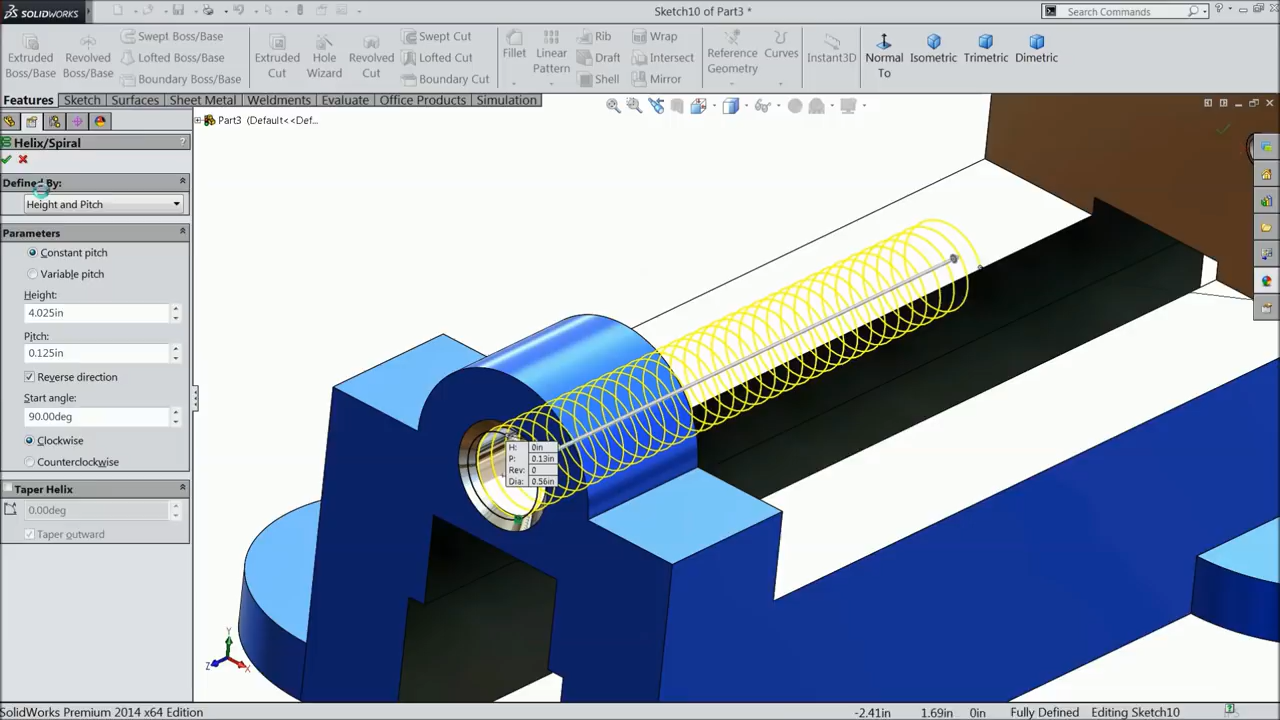 SOLIDWORKS
Sketch10 of Part3 *
Search Commands
Extruded Boss/Base
Revolved Boss/Base
Swept Boss/Base
Lofted Boss/Base
Boundary Boss/Base
Extruded Cut
Hole Wizard
Revolved Cut
Swept Cut
Lofted Cut
Boundary Cut
Fillet
Linear Pattern
Rib
Draft
Shell
Wrap
Intersect
Mirror
Reference Geometry
Curves
Instant3D
Normal To
Isometric
Trimetric
Dimetric
Features Sketch Surfaces Sheet Metal Weldments Evaluate Office Products Simulation
Part3 (Default<<Def...
Helix/Spiral
?
Defined By:
Height and Pitch
Parameters
Constant pitch
Variable pitch
Height:
4.025in
Pitch:
0.125in
Reverse direction
Start angle:
90.00deg
Clockwise
Counterclockwise
Taper Helix
0.00deg
Taper outward
H: 0in
P: 0.13in
Rev: 0
Dia: 0.56in
Y
Z
X
SolidWorks Premium 2014 x64 Edition
-2.41in 1.69in 0in Fully Defined Editing Sketch10